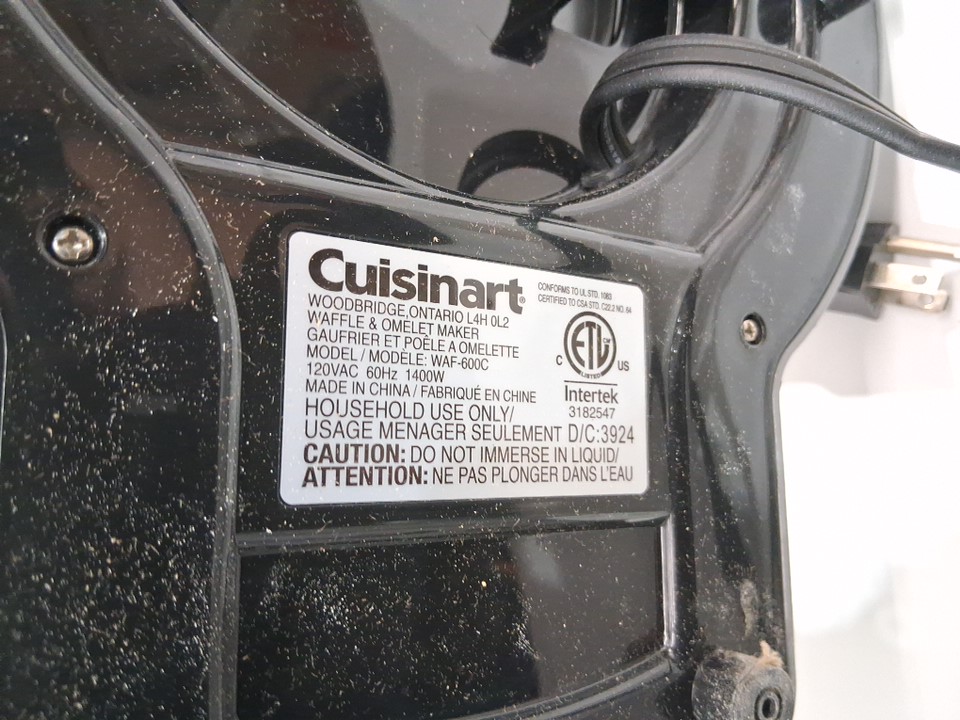 Cuisinart®
WOODBRIDGE, ONTARIO L4H 0L2
WAFFLE & OMELET MAKER
GAUFRIER ET POÊLE A OMELETTE
MODEL / MODÈLE: WAF-600C
120VAC 60Hz 1400W
MADE IN CHINA / FABRIQUÉ EN CHINE
HOUSEHOLD USE ONLY/
USAGE MENAGER SEULEMENT D/C:3924
CAUTION: DO NOT IMMERSE IN LIQUID/
ATTENTION: NE PAS PLONGER DANS L'EAU
CONFORMS TO UL STD. 1083
CERTIFIED TO CSA STD. C22.2 NO. 64
ETL CM
LISTED
C US
Intertek
3182547